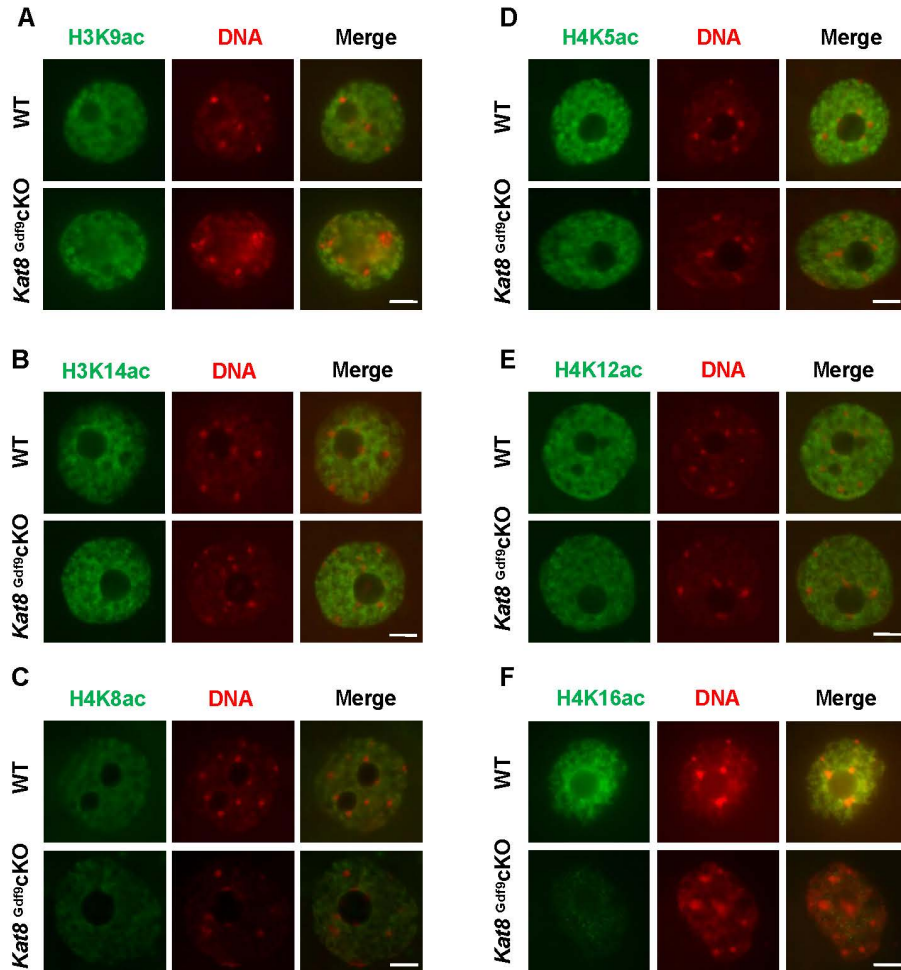 A
H3K9ac DNA Merge
WT
Kat8 Gdf9cKO
B
H3K14ac DNA Merge
WT
Kat8 Gdf9cKO
C
H4K8ac DNA Merge
WT
Kat8 Gdf9cKO
D
H4K5ac DNA Merge
WT
Kat8 Gdf9cKO
E
H4K12ac DNA Merge
WT
Kat8 Gdf9cKO
F
H4K16ac DNA Merge
WT
Kat8 Gdf9cKO